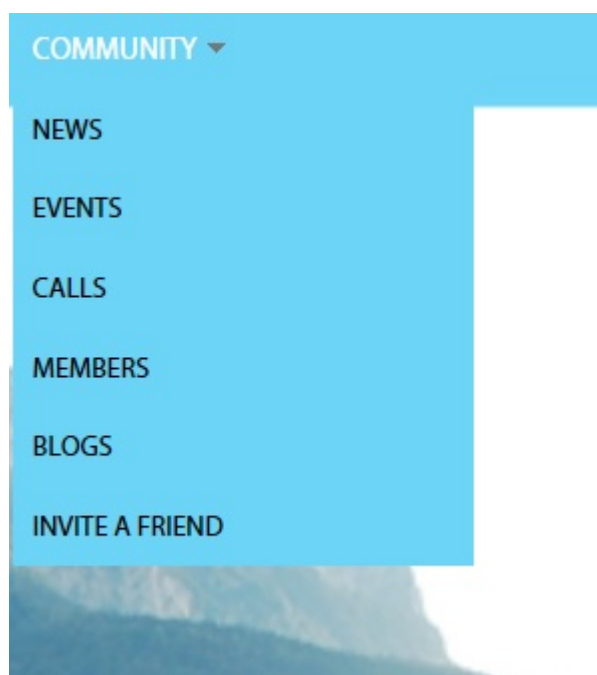 COMMUNITY
NEWS
EVENTS
CALLS
MEMBERS
BLOGS
INVITE A FRIEND